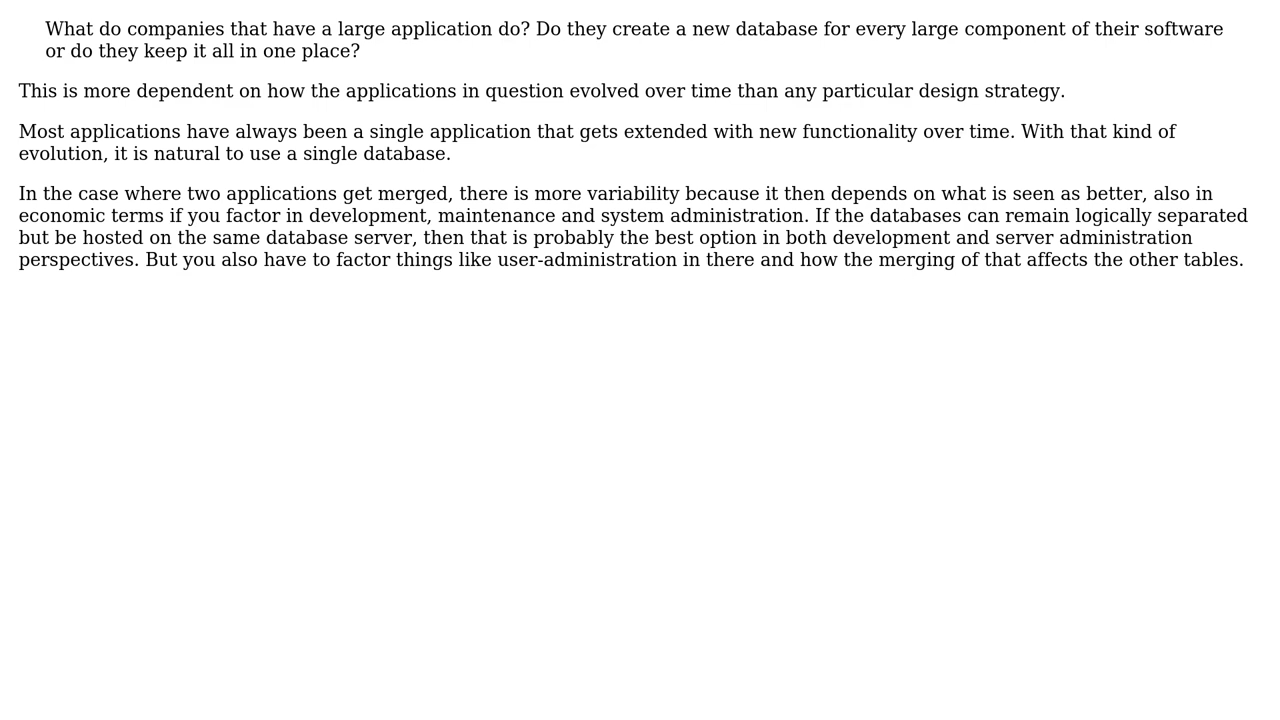 What do companies that have a large application do? Do they create a new database for every large component of their software
or do they keep it all in one place?
This is more dependent on how the applications in question evolved over time than any particular design strategy.
Most applications have always been a single application that gets extended with new functionality over time. With that kind of
evolution, it is natural to use a single database.
In the case where two applications get merged, there is more variability because it then depends on what is seen as better, also in
economic terms if you factor in development, maintenance and system administration. If the databases can remain logically separated
but be hosted on the same database server, then that is probably the best option in both development and server administration
perspectives. But you also have to factor things like user-administration in there and how the merging of that affects the other tables.